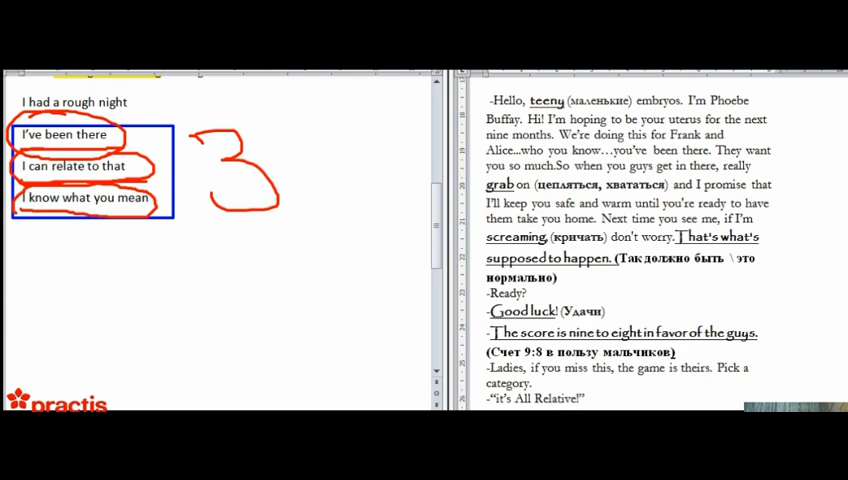 I had a rough night
I've been there
I can relate to that
I know what you mean
3
practis
-Hello, teeny (маленькие) embryos. I'm Phoebe
Buffay. Hi! I'm hoping to be your uterus for the next
nine months. We're doing this for Frank and
Alice...who you know…you've been there. They want
you so much.So when you guys get in there, really
grab on (цепляться, хвататься) and I promise that
I'll keep you safe and warm until you're ready to have
them take you home. Next time you see me, if I'm
screaming, (кричать) don't worry. That's what's
supposed to happen. (Так должно быть \ это
нормально)
-Ready?
-Good luck! (Удачи)
-The score is nine to eight in favor of the guys.
(Счет 9:8 в пользу мальчиков)
-Ladies, if you miss this, the game is theirs. Pick a
category.
-“it's All Relative!”